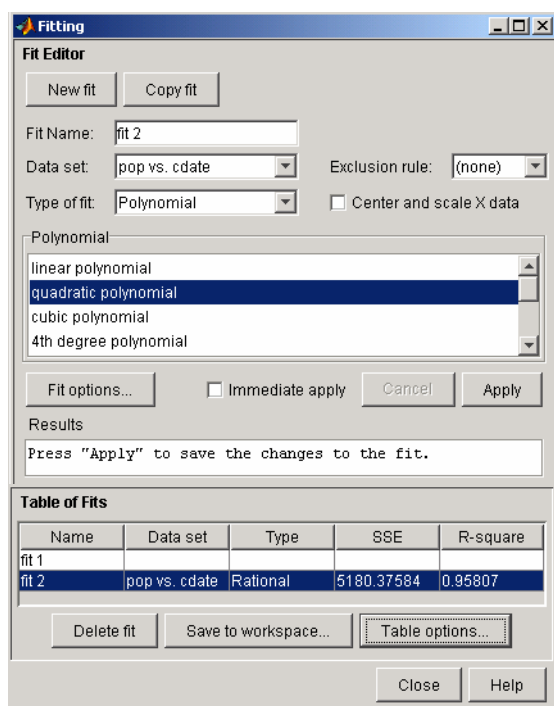 Fitting
Fit Editor
New fit Copy fit
Fit Name: fit 2
Data set: pop vs. cdate Exclusion rule: (none)
Type of fit: Polynomial Center and scale X data
Polynomial
linear polynomial
quadratic polynomial
cubic polynomial
4th degree polynomial
Fit options... Immediate apply Cancel Apply
Results
Press "Apply" to save the changes to the fit.
Table of Fits
Name Data set Type SSE R-square
fit 1
fit 2 pop vs. cdate Rational 5180.37584 0.95807
Delete fit Save to workspace... Table options...
Close Help